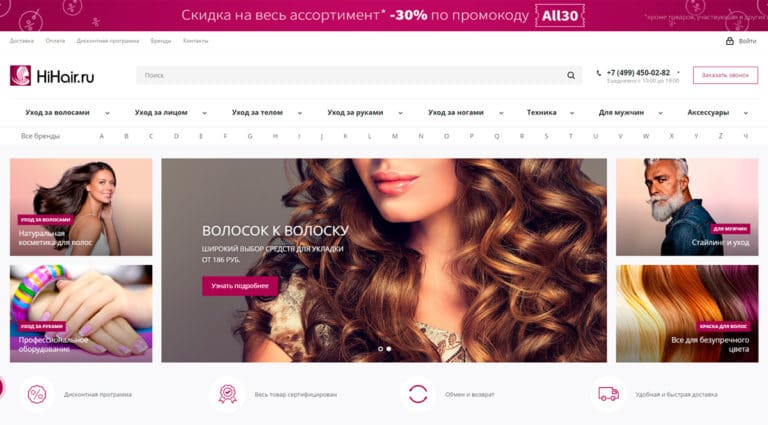 Скидка на весь ассортимент* -30% по промокоду All30
*кроме товаров, участвующих в других
Доставка Оплата Дисконтная программа Бренды Контакты Войти
HiHair.ru Поиск +7 (499) 450-02-82 Заказать звонок
Ежедневно с 10:00 до 19:00
Уход за волосами Уход за лицом Уход за телом Уход за руками Уход за ногами Техника Для мужчин Аксессуары
Все бренды A B C D E F G H I J K L M N O P Q R S T U V W X Y Z Ч
УХОД ЗА ВОЛОСАМИ
Натуральная
косметика для волос
ВОЛОСОК К ВОЛОСКУ
ШИРОКИЙ ВЫБОР СРЕДСТВ ДЛЯ УКЛАДКИ
ОТ 186 РУБ.
Узнать подробнее
ДЛЯ МУЖЧИН
Стайлинг и уход
УХОД ЗА РУКАМИ
Профессиональное
оборудование
КРАСКА ДЛЯ ВОЛОС
Все для безупречного
цвета
Дисконтная программа Весь товар сертифицирован Обмен и возврат Удобная и быстрая доставка